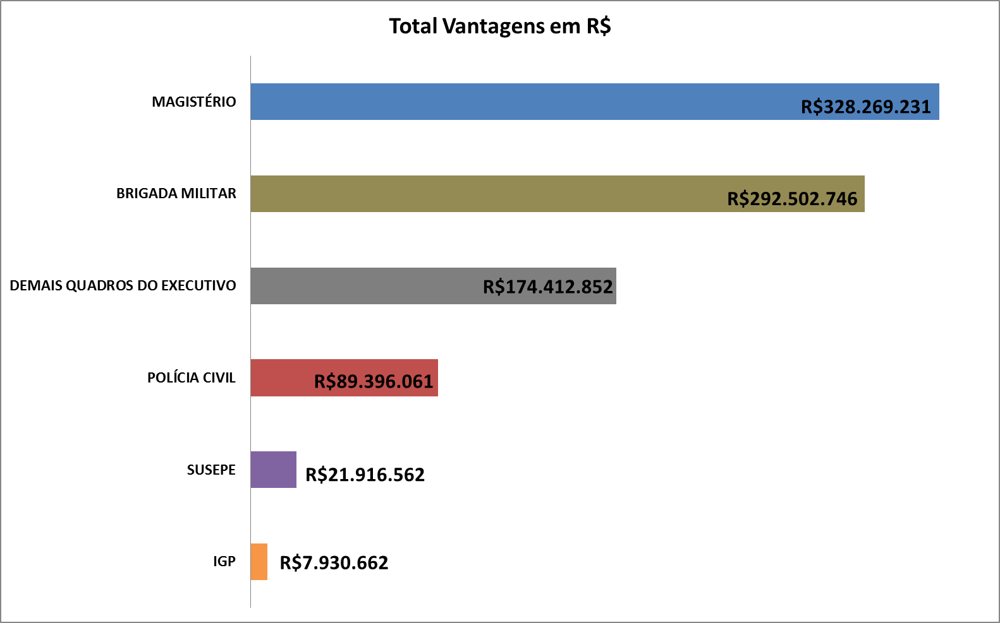 Total Vantagens em R$
MAGISTÉRIO
R$328.269.231
BRIGADA MILITAR
R$292.502.746
DEMAIS QUADROS DO EXECUTIVO
R$174.412.852
POLÍCIA CIVIL
R$89.396.061
SUSEPE
R$21.916.562
IGP
R$7.930.662